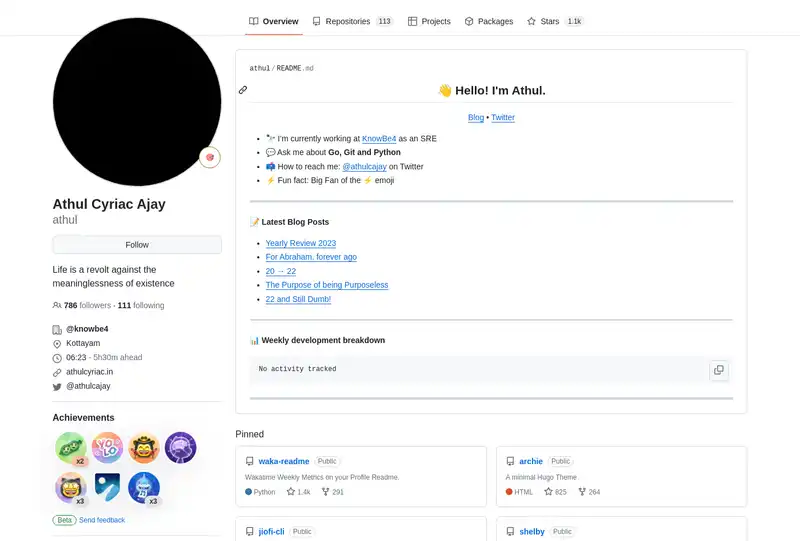 Overview
Repositories 113
Projects
Packages
Stars 1.1k
Athul Cyriac Ajay
athul
Follow
Life is a revolt against the
meaninglessness of existence
786 followers · 111 following
@knowbe4
Kottayam
06:23 - 5h30m ahead
athulcyriac.in
@athulcajay
Achievements
x2
YOLO
x3
x3
Beta Send feedback
athul/README.md
👋 Hello! I'm Athul.
Blog • Twitter
🔭 I'm currently working at KnowBe4 as an SRE
💬 Ask me about Go, Git and Python
📫 How to reach me: @athulcajay on Twitter
⚡ Fun fact: Big Fan of the ⚡ emoji
📝 Latest Blog Posts
Yearly Review 2023
For Abraham. forever ago
20 → 22
The Purpose of being Purposeless
22 and Still Dumb!
📊 Weekly development breakdown
No activity tracked
Pinned
waka-readme Public
Wakatime Weekly Metrics on your Profile Readme.
Python 1.4k 291
archie Public
A minimal Hugo Theme
HTML 825 264
jiofi-cli Public
shelby Public